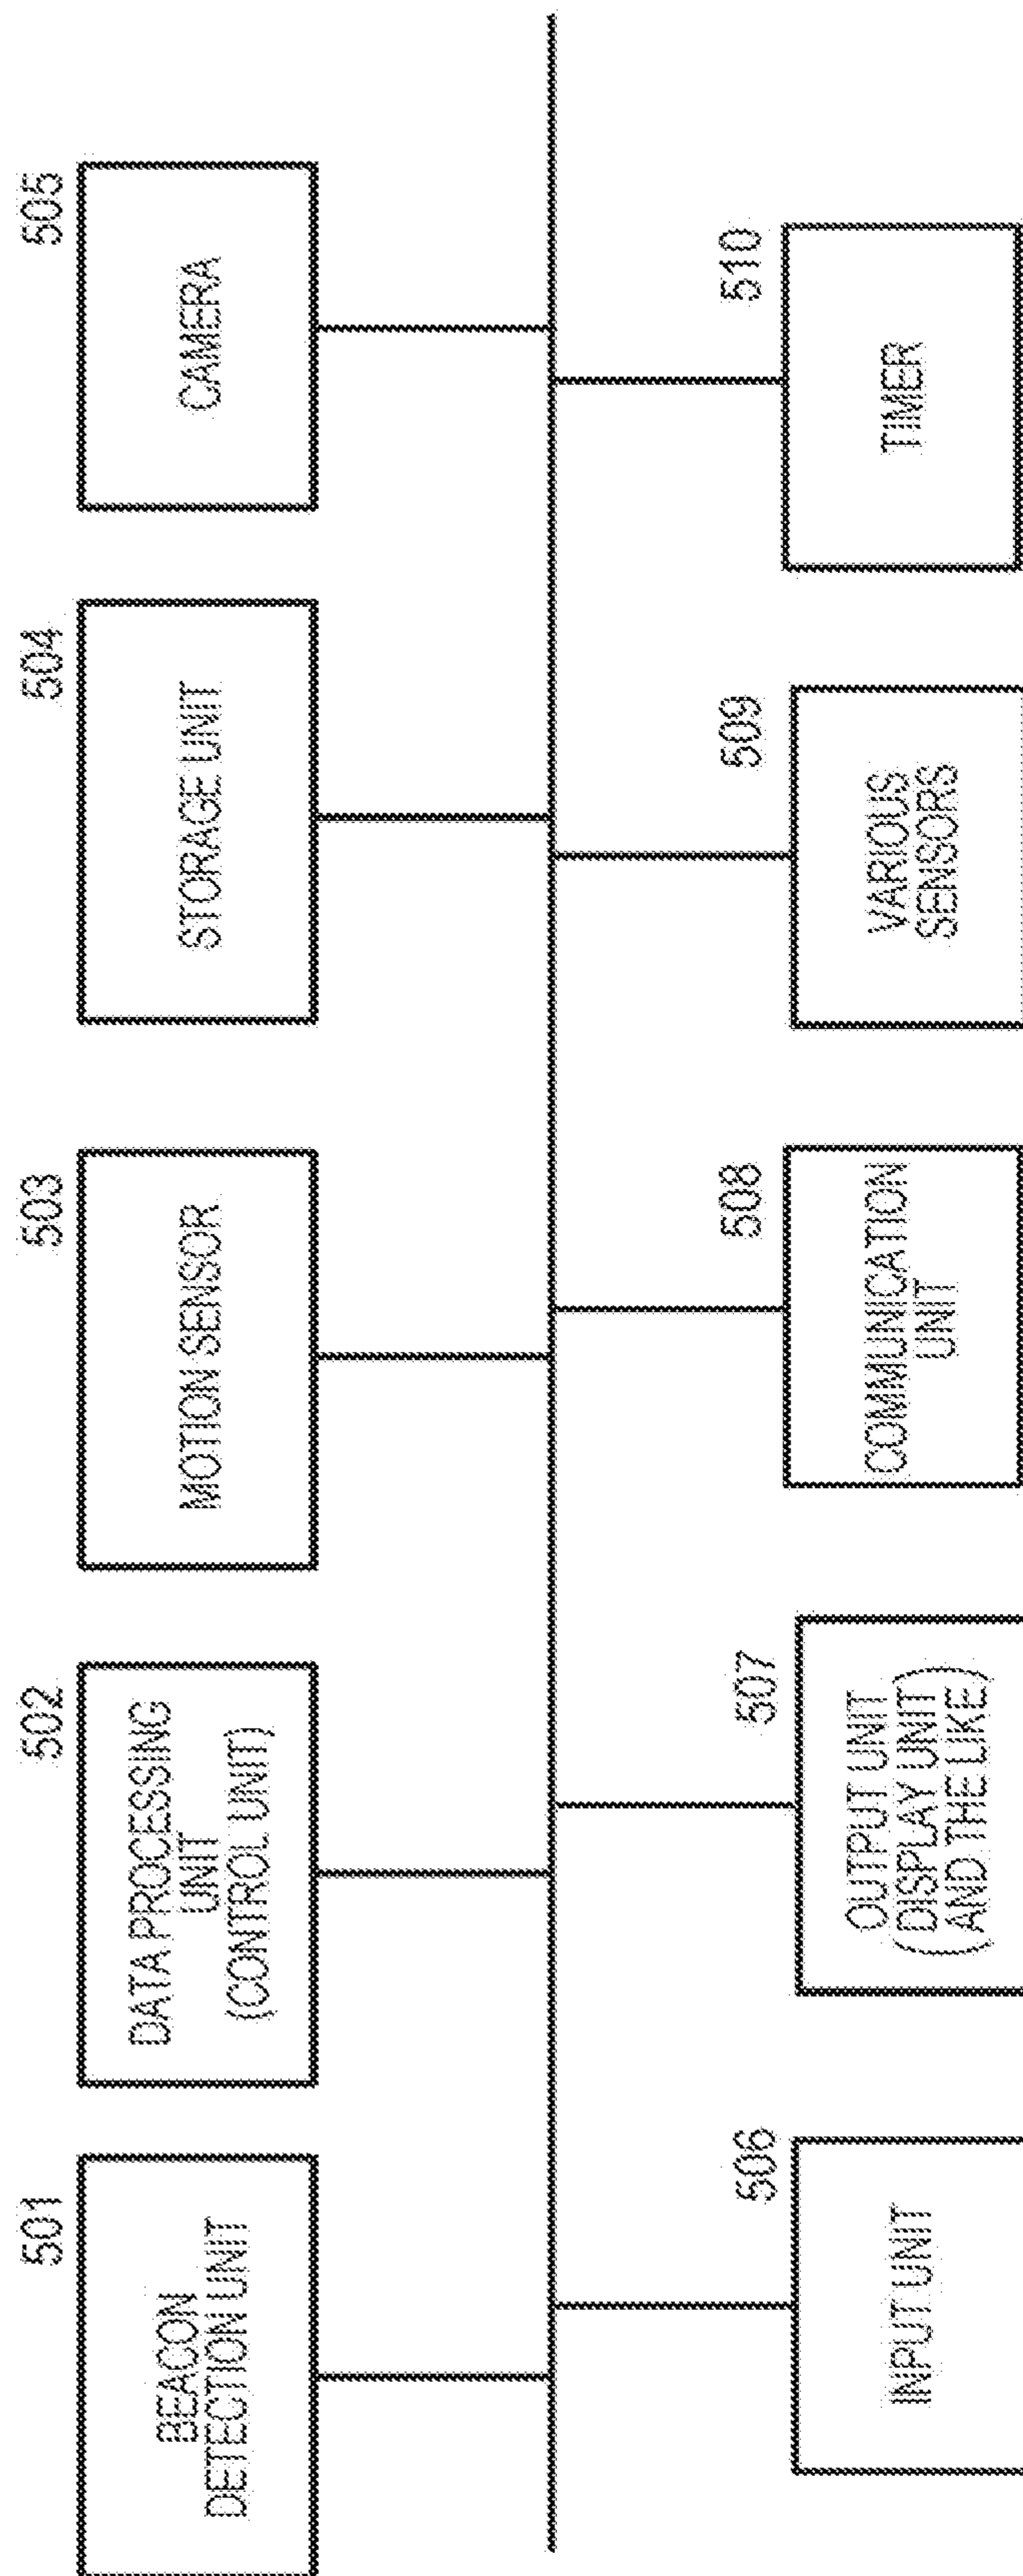 501
BEACON
DETECTION UNIT
502
DATA PROCESSING
UNIT
(CONTROL UNIT)
503
MOTION SENSOR
504
STORAGE UNIT
505
CAMERA
506
INPUT UNIT
507
OUTPUT UNIT
(DISPLAY UNIT
AND THE LIKE)
508
COMMUNICATION
UNIT
509
VARIOUS
SENSORS
510
TIMER